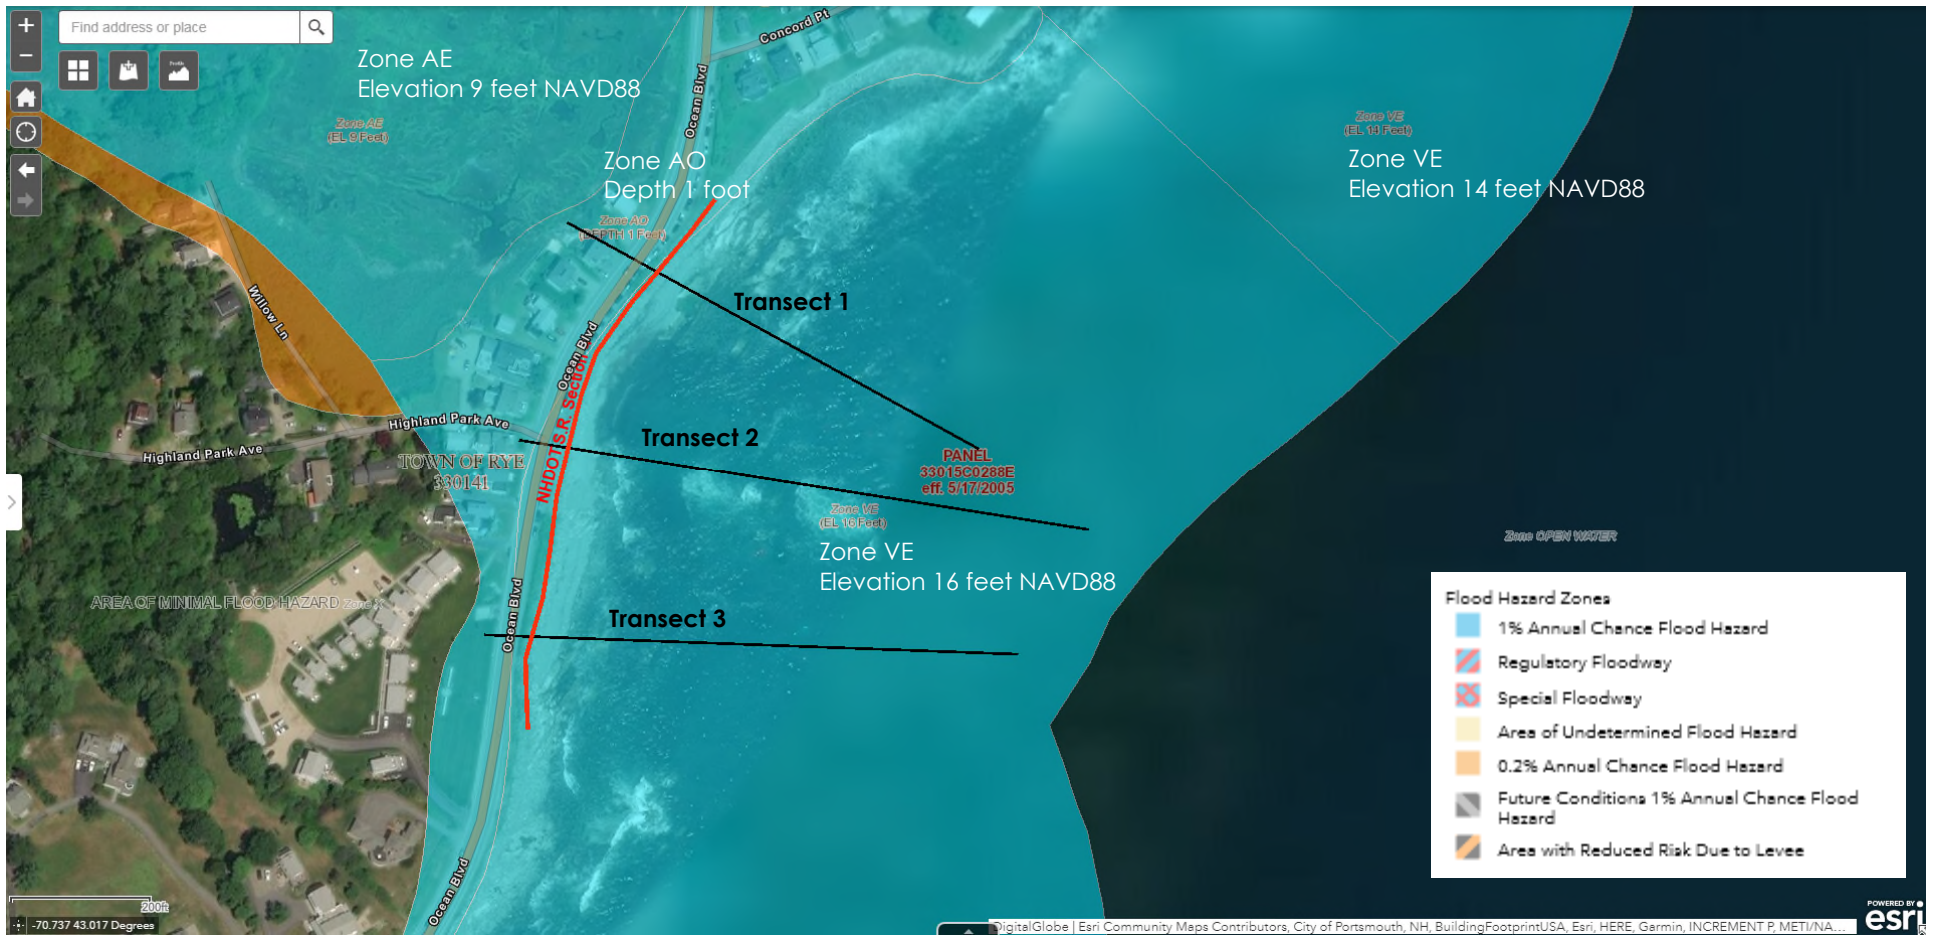 Find address or place
Profile
Concord Pt
Zone AE
Elevation 9 feet NAVD88
Zone AE
(EL 9 Feet)
Ocean Blvd
Zone VE
(EL 14 Feet)
Zone VE
Elevation 14 feet NAVD88
Zone AO
Depth 1 foot
Zone AO
(DEPTH 1 Feet)
Willow Ln
Transect 1
Ocean Blvd
NHDOT S.R. Section
Highland Park Ave
Highland Park Ave
Transect 2
TOWN OF RYE
330141
PANEL
33015C0288E
eff. 5/17/2005
Zone VE
(EL 16 Feet)
Zone VE
Elevation 16 feet NAVD88
Zone OPEN WATER
AREA OF MINIMAL FLOOD HAZARD Zone X
Ocean Blvd
Transect 3
Flood Hazard Zones
1% Annual Chance Flood Hazard
Regulatory Floodway
Special Floodway
Area of Undetermined Flood Hazard
0.2% Annual Chance Flood Hazard
Future Conditions 1% Annual Chance Flood
Hazard
Area with Reduced Risk Due to Levee
Ocean Blvd
200ft
-70.737 43.017 Degrees
DigitalGlobe | Esri Community Maps Contributors, City of Portsmouth, NH, BuildingFootprintUSA, Esri, HERE, Garmin, INCREMENT P, METI/NA...
POWERED BY
esri